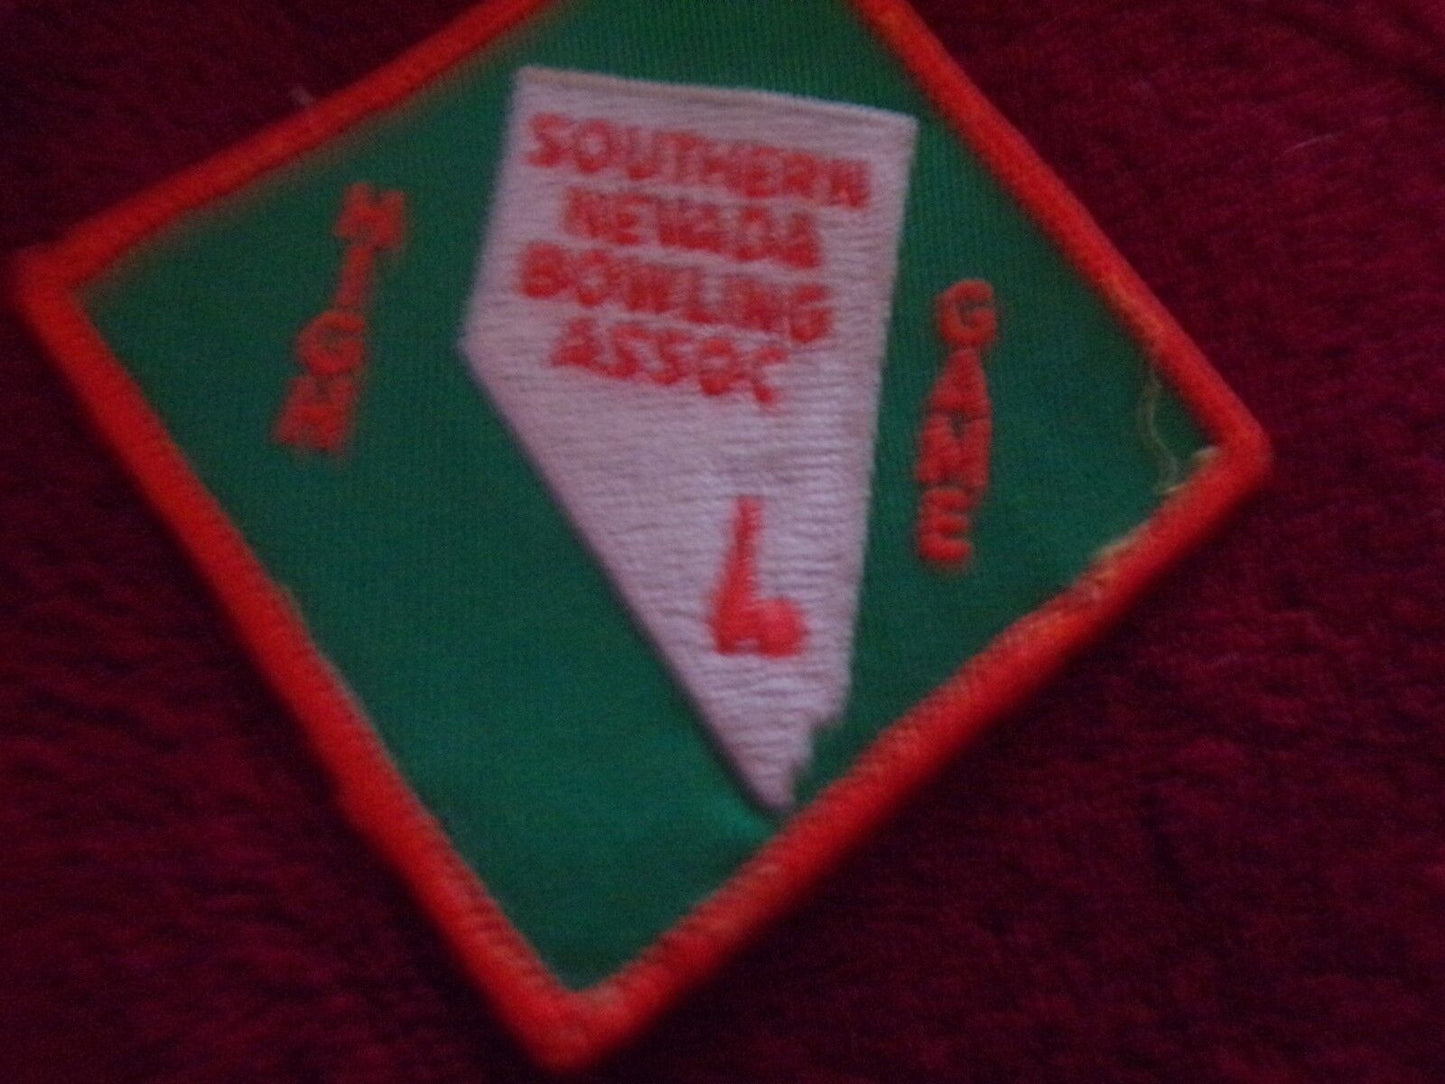 HIGH
SOUTHERN
NEVADA
BOWLING
ASSOC
GAME